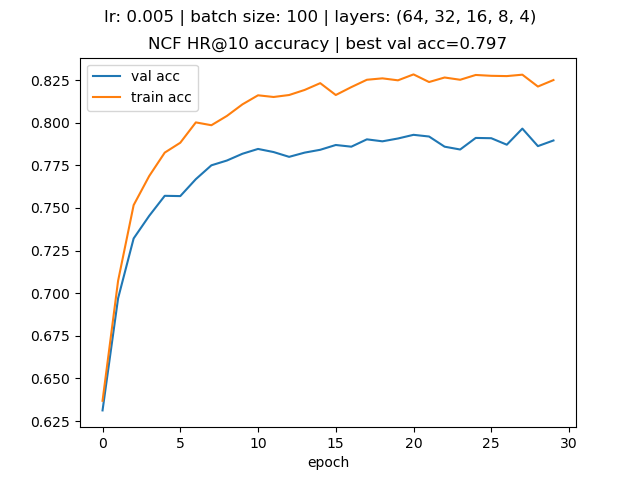 lr: 0.005 | batch size: 100 | layers: (64, 32, 16, 8, 4)
NCF HR@10 accuracy | best val acc=0.797
val acc
train acc
0.825
0.800
0.775
0.750
0.725
0.700
0.675
0.650
0.625
0 5 10 15 20 25 30
epoch